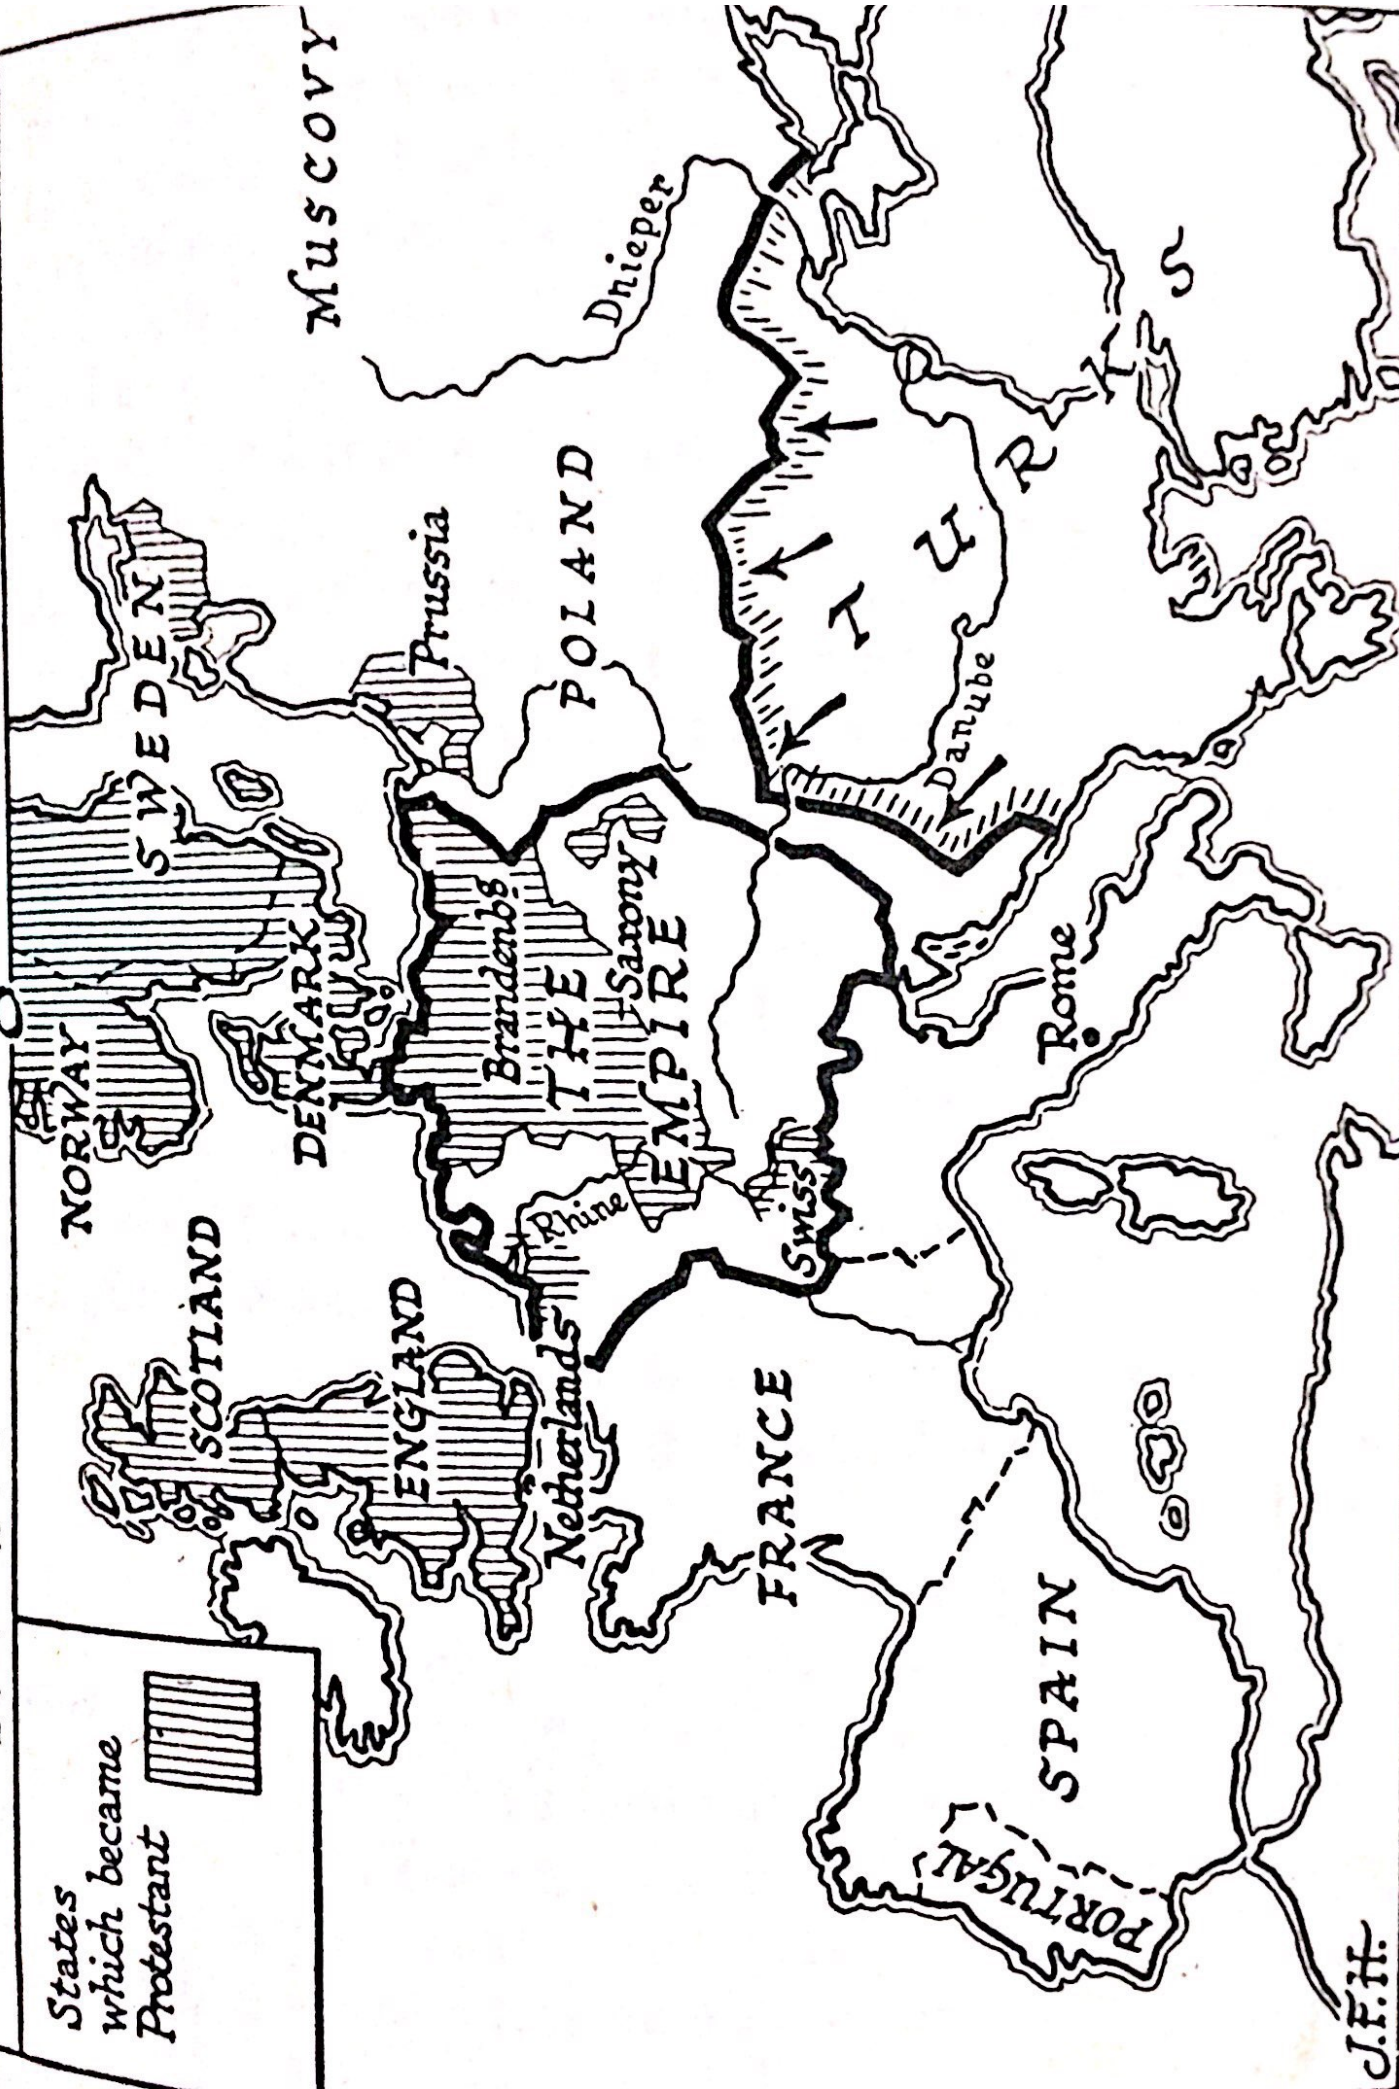 States
which became
Protestant
NORWAY
SWEDEN
MUSCOVY
SCOTLAND
DENMARK
ENGLAND
Prussia
Brandenbg
Netherlands
Rhine
THE
POLAND
Dnieper
Saxony
EMPIRE
FRANCE
Swiss
TURKS
Danube
PORTUGAL
SPAIN
Rome
J.F.H.